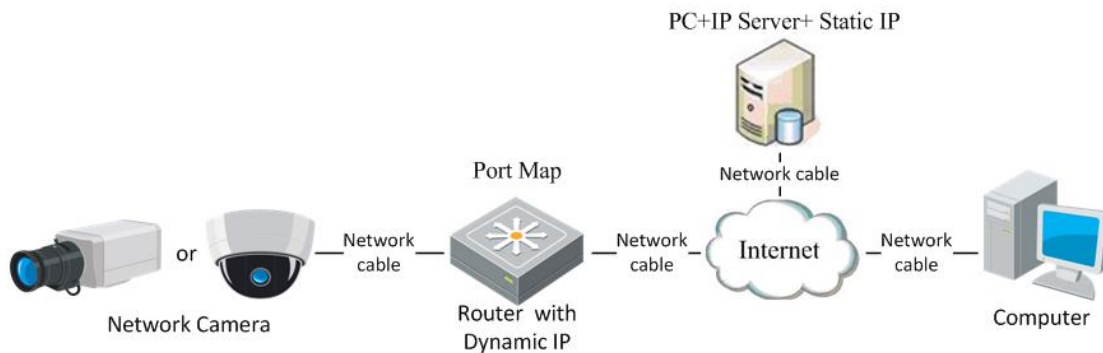 PC+IP Server+ Static IP
Network cable
Port Map
or
Network
cable
Network
cable
Internet
Network
cable
Network Camera
Router with
Dynamic IP
Computer